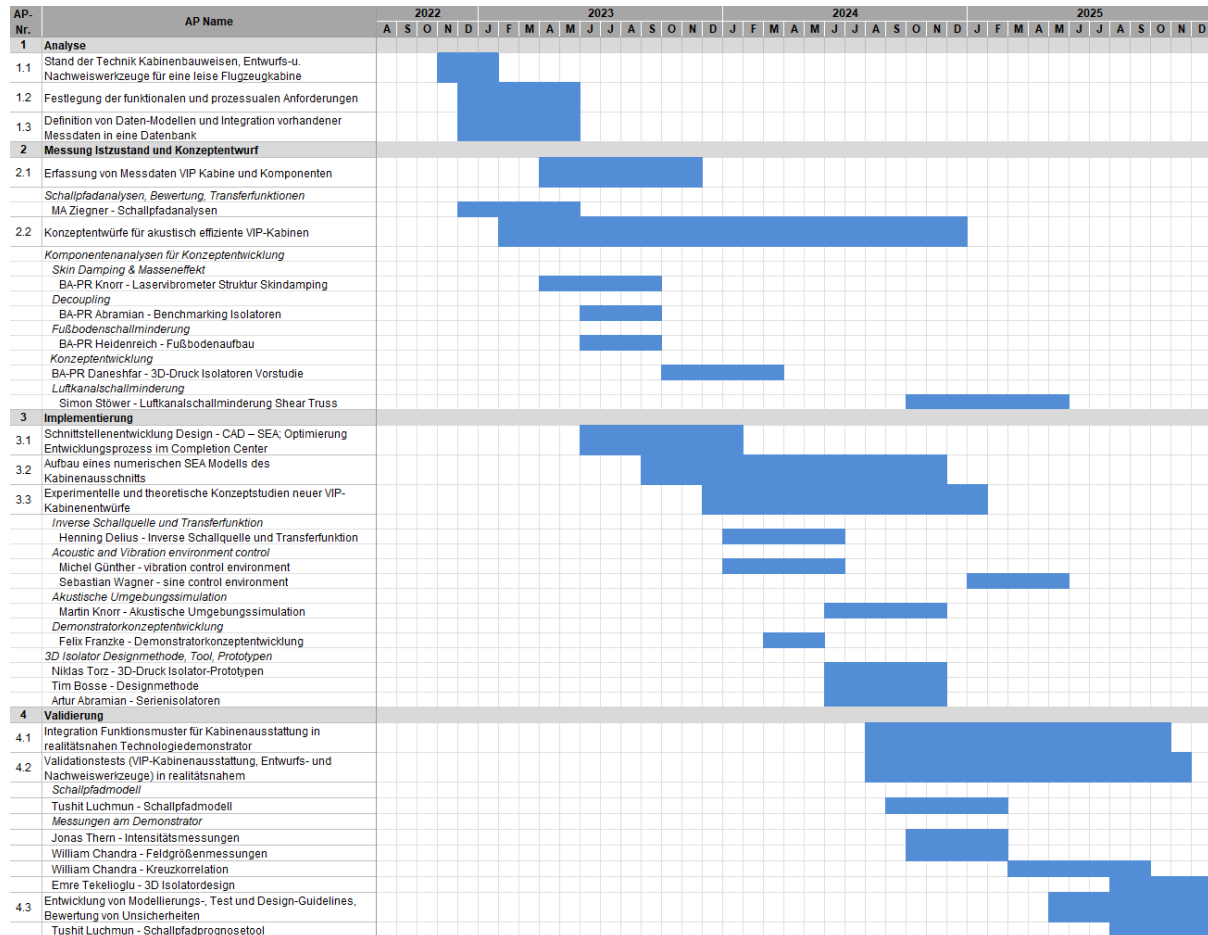 AP-
Nr.
AP Name
2022 2023 2024 2025
A S O N D J F M A M J J A S O N D J F M A M J J A S O N D J F M A M J J A S O N D
1 Analyse
1.1 Stand der Technik Kabinenbauweisen, Entwurfs-u.
Nachweiswerkzeuge für eine leise Flugzeugkabine
1.2 Festlegung der funktionalen und prozessualen Anforderungen
1.3 Definition von Daten-Modellen und Integration vorhandener
Messdaten in eine Datenbank
2 Messung Istzustand und Konzeptentwurf
2.1 Erfassung von Messdaten VIP Kabine und Komponenten
Schallpfadanalysen, Bewertung, Transferfunktionen
MA Ziegner - Schallpfadanalysen
2.2 Konzeptentwürfe für akustisch effiziente VIP-Kabinen
Komponentenanalysen für Konzeptentwicklung
Skin Damping & Masseneffekt
BA-PR Knorr - Laservibrometer Struktur Skindamping
Decoupling
BA-PR Abramian - Benchmarking Isolatoren
Fußbodenschallminderung
BA-PR Heidenreich - Fußbodenaufbau
Konzeptentwicklung
BA-PR Daneshfar - 3D-Druck Isolatoren Vorstudie
Luftkanalschallminderung
Simon Stöwer - Luftkanalschallminderung Shear Truss
3 Implementierung
3.1 Schnittstellenentwicklung Design - CAD – SEA; Optimierung
Entwicklungsprozess im Completion Center
3.2 Aufbau eines numerischen SEA Modells des
Kabinenausschnitts
3.3 Experimentelle und theoretische Konzeptstudien neuer VIP-
Kabinenentwürfe
Inverse Schallquelle und Transferfunktion
Henning Delius - Inverse Schallquelle und Transferfunktion
Acoustic and Vibration environment control
Michel Günther - vibration control environment
Sebastian Wagner - sine control environment
Akustische Umgebungssimulation
Martin Knorr - Akustische Umgebungssimulation
Demonstratorkonzeptentwicklung
Felix Franzke - Demonstratorkonzeptentwicklung
3D Isolator Designmethode, Tool, Prototypen
Niklas Torz - 3D-Druck Isolator-Prototypen
Tim Bosse - Designmethode
Artur Abramian - Serienisolatoren
4 Validierung
4.1 Integration Funktionsmuster für Kabinenausstattung in
realitätsnahen Technologiedemonstrator
4.2 Validationstests (VIP-Kabinenausstattung, Entwurfs- und
Nachweiswerkzeuge) in realitätsnahem
Schallpfadmodell
Tushit Luchmun - Schallpfadmodell
Messungen am Demonstrator
Jonas Thern - Intensitätsmessungen
William Chandra - Feldgrößenmessungen
William Chandra - Kreuzkorrelation
Emre Tekelioglu - 3D Isolatordesign
4.3 Entwicklung von Modellierungs-, Test und Design-Guidelines,
Bewertung von Unsicherheiten
Tushit Luchmun - Schallpfadprognosetool